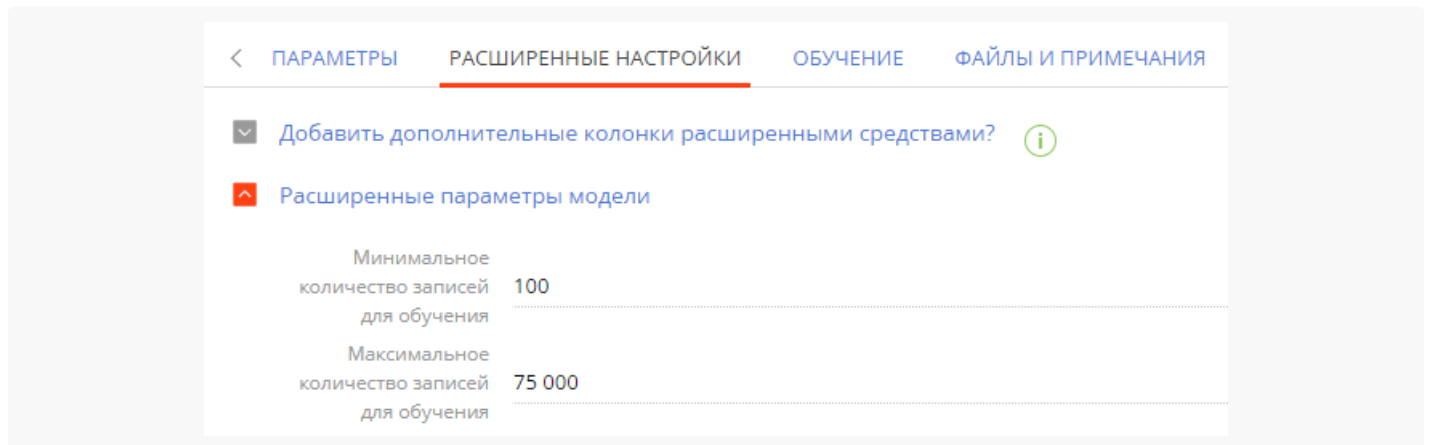 ПАРАМЕТРЫ РАСШИРЕННЫЕ НАСТРОЙКИ ОБУЧЕНИЕ ФАЙЛЫ И ПРИМЕЧАНИЯ
Добавить дополнительные колонки расширенными средствами? i
Расширенные параметры модели
Минимальное
количество записей 100
для обучения
Максимальное
количество записей 75 000
для обучения